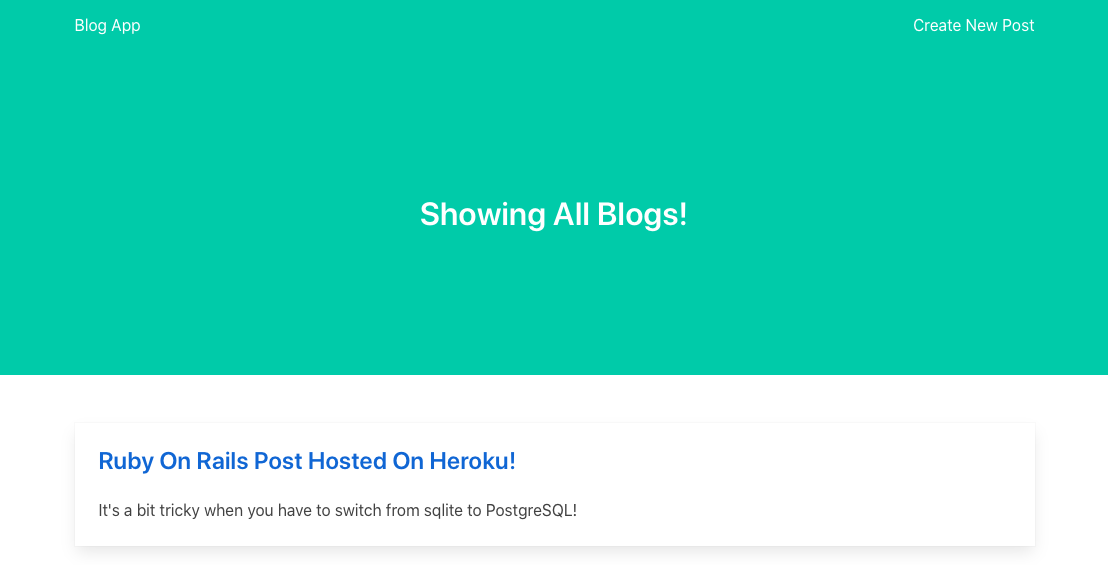 Blog App
Create New Post
Showing All Blogs!
Ruby On Rails Post Hosted On Heroku!
It's a bit tricky when you have to switch from sqlite to PostgreSQL!